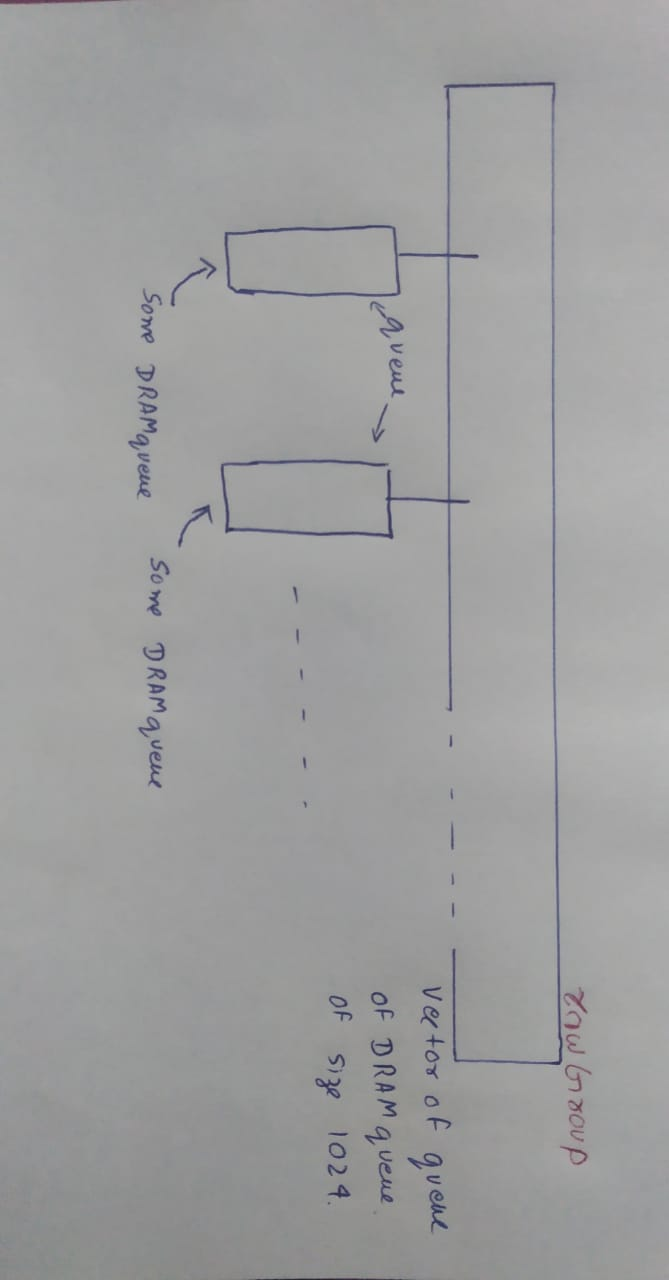 rowGroup
queue
Some DRAMqueue
Some DRAMqueue
Vector of queue
of DRAMqueue
of size 1024.